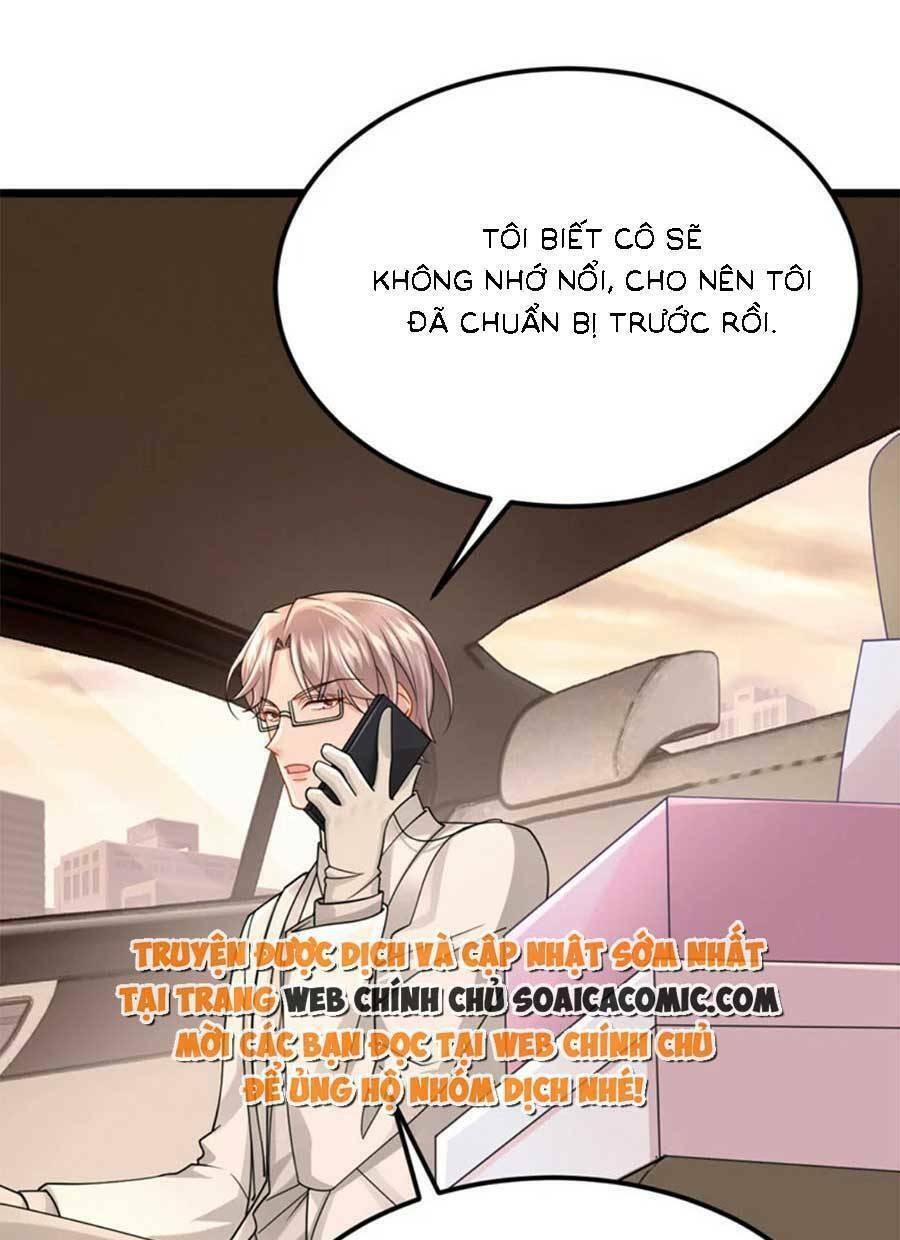 TÔI BIẾT CÔ SẼ
KHÔNG NHỚ NỔI, CHO NÊN TÔI
ĐÃ CHUẨN BỊ TRƯỚC RỒI.
TRUYỆN ĐƯỢC DỊCH VÀ CẬP NHẬT SỚM NHẤT
TẠI TRANG WEB CHÍNH CHỦ SOAICACOMIC.COM
MỜI CÁC BẠN ĐỌC TẠI WEB CHÍNH CHỦ
ĐỂ ỦNG HỘ NHÓM DỊCH NHÉ!